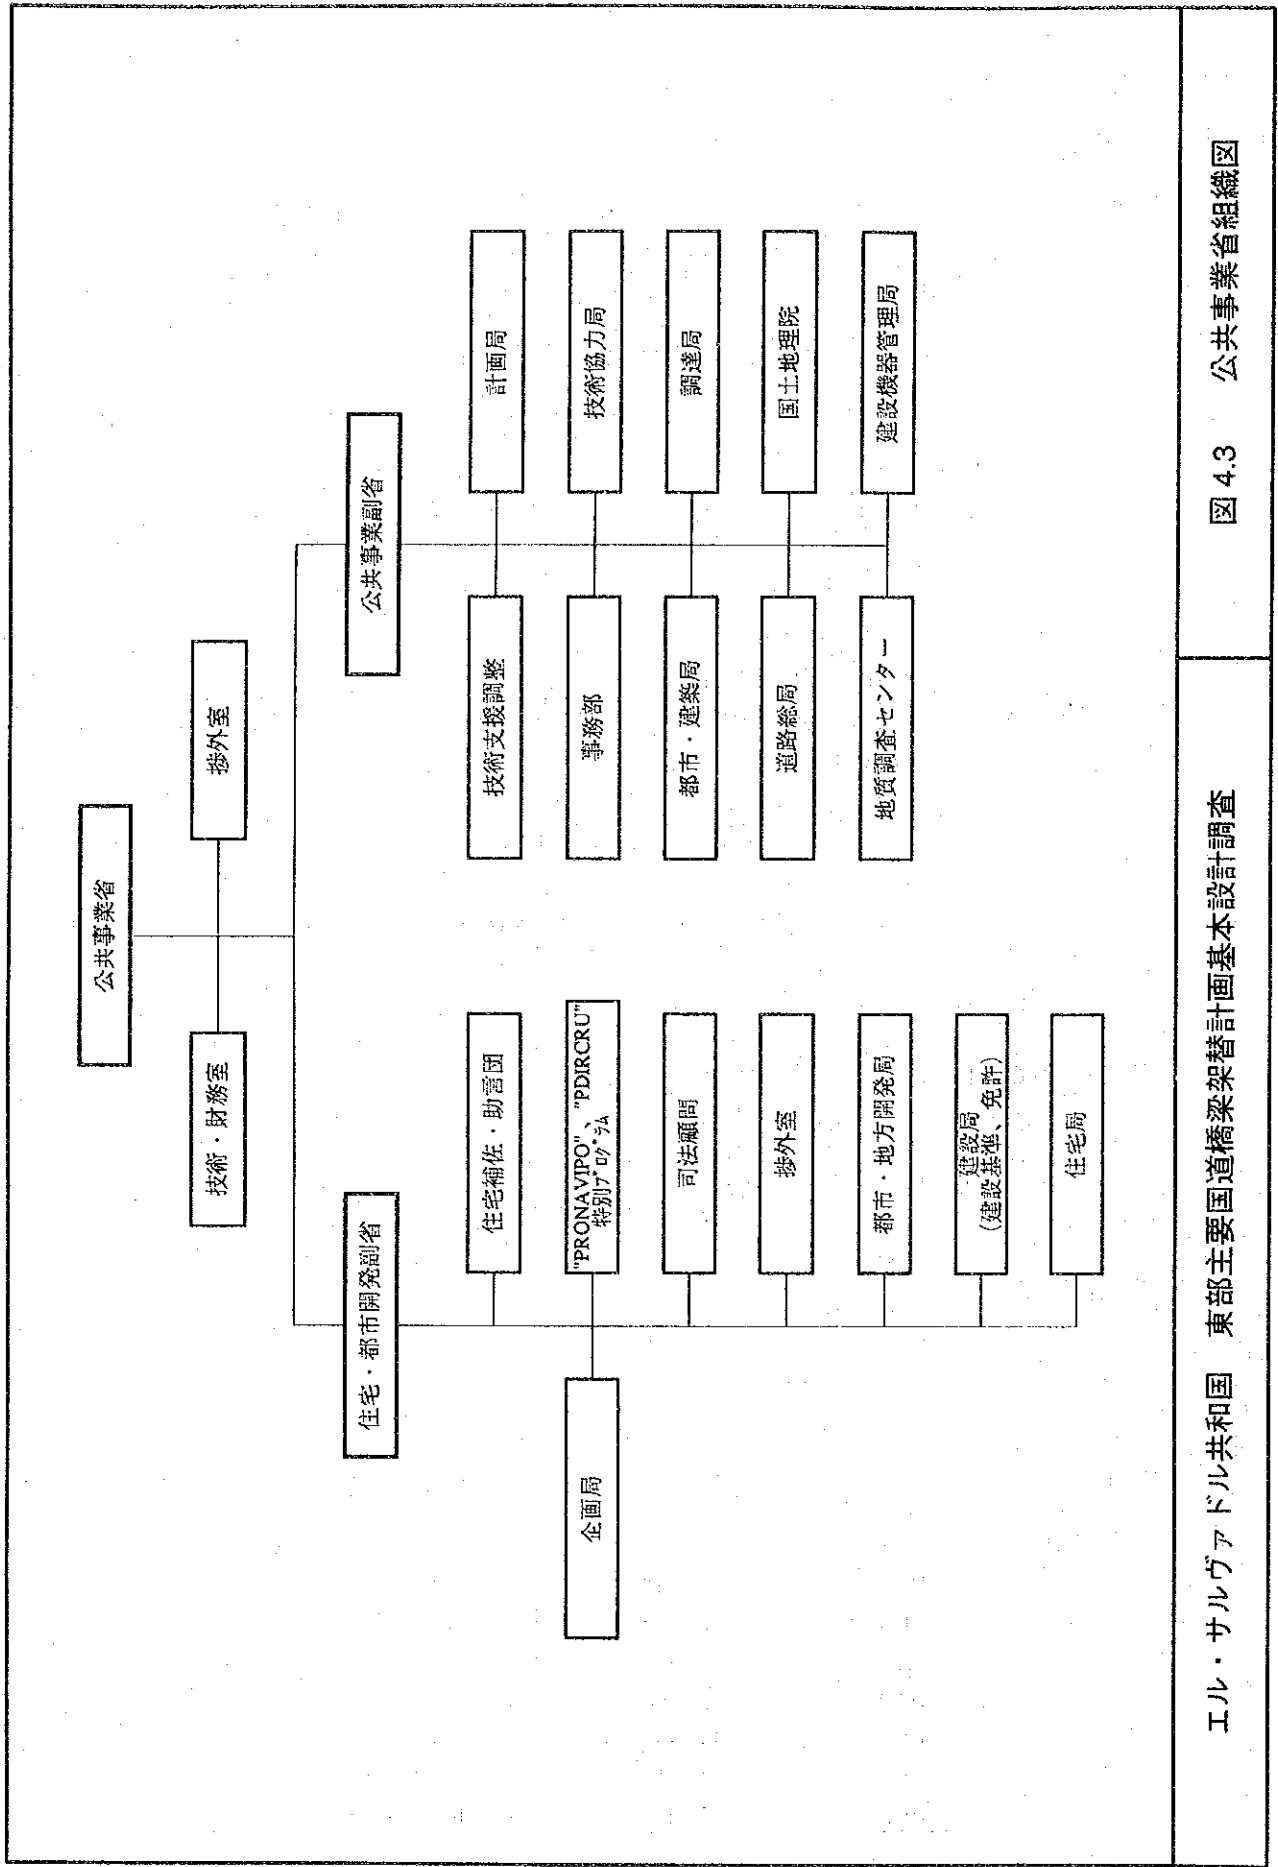 公共事業省
技術・財務室
捗外室
住宅・都市開発副省
公共事業副省
住宅補佐・助言団
技術支援調整
計画局
企画局
"PRONAVIPO"、"PDIRCRU"
特別プログラム
事務部
技術協力局
司法顧問
都市・建築局
調達局
捗外室
道路総局
国土地理院
都市・地方開発局
地質調査センター
建設機器管理局
建設局
(建設基準、免許)
住宅局
エル・サルヴァドル共和国 東部主要国道橋梁架替計画基本設計調査
図 4.3 公共事業省組織図